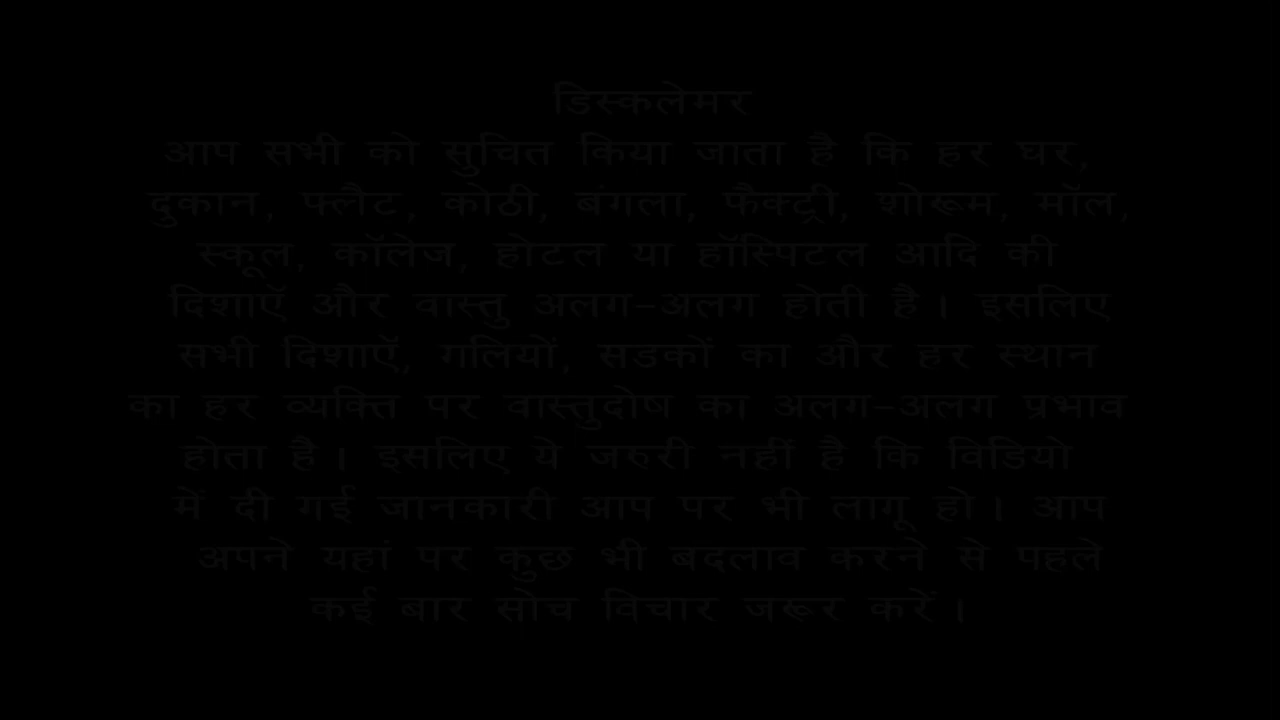 डिस्कलेमर
आप सभी को सुचित किया जाता है कि हर घर,
दुकान, फ्लैट, कोठी, बंगला, फैक्ट्री, शोरूम, मॉल,
स्कूल, कॉलेज, होटल या हॉस्पिटल आदि की
दिशाएँ और वास्तु अलग–अलग होती है। इसलिए
सभी दिशाएँ, गलियों, सडकों का और हर स्थान
का हर व्यक्ति पर वास्तुदोष का अलग–अलग प्रभाव
होता है। इसलिए ये जरुरी नहीं है कि विडियो
में दी गई जानकारी आप पर भी लागू हो। आप
अपने यहां पर कुछ भी बदलाव करने से पहले
कई बार सोच विचार जरूर करें।